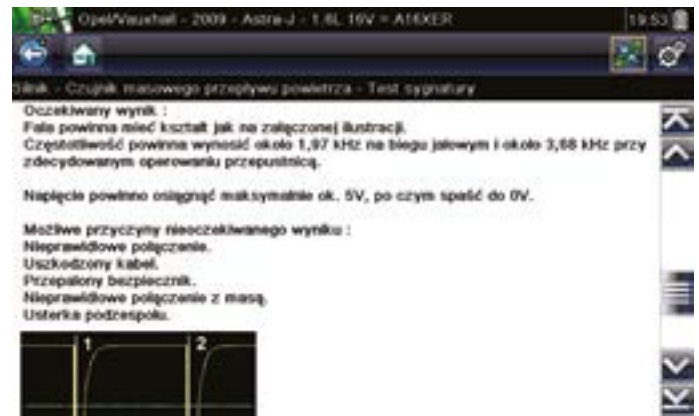 Opel/Vauxhall - 2009 - Astra-J - 1.6L 16V = A16XER
19:53
Silnik - Czujnik masowego przepływu powietrza - Test sygnatury
Oczekiwany wynik :
Fala powinna mieć kształt jak na załączonej ilustracji.
Częstotliwość powinna wynosić około 1,97 kHz na biegu jałowym i około 3,68 kHz przy
zdecydowanym operowaniu przepustnicą.
Napięcie powinno osiągnąć maksymalnie ok. 5V, po czym spaść do 0V.
Możliwe przyczyny nieoczekiwanego wyniku :
Nieprawidłowe połączenie.
Uszkodzony kabel.
Przepalony bezpiecznik.
Nieprawidłowe połączenie z masą.
Usterka podzespołu.
1 2